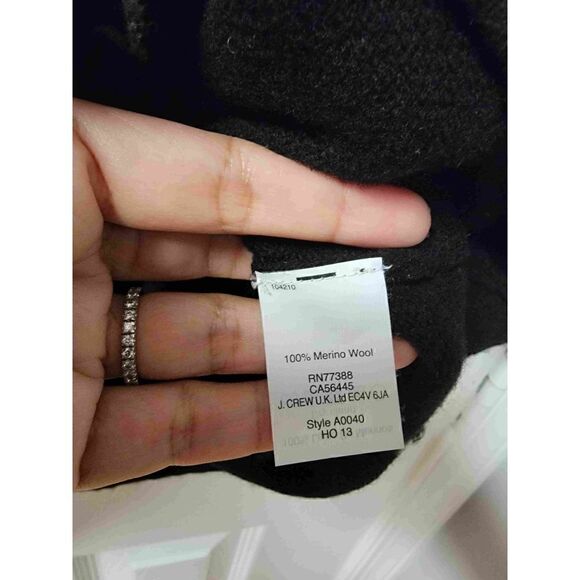 104210
100% Merino Wool
RN77388
CA56445
J. CREW U.K. Ltd EC4V 6JA
Style A0040
HO 13